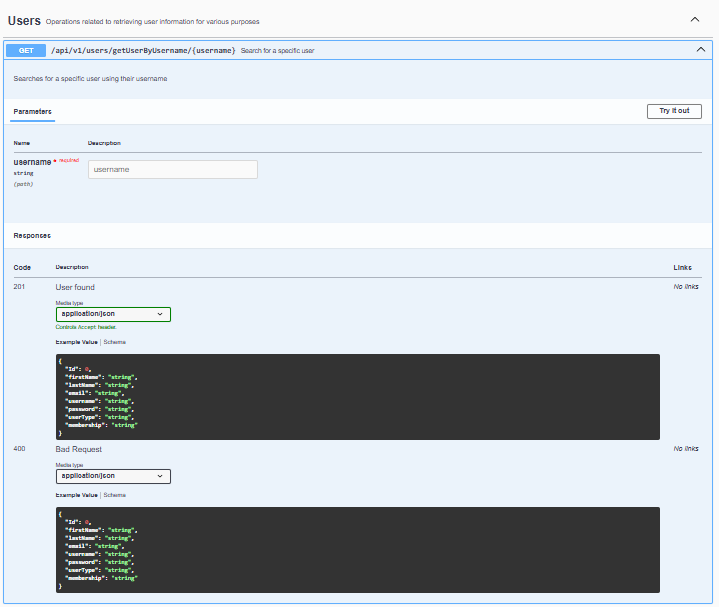 Users Operations related to retrieving user information for various purposes
GET /api/v1/users/getUserByUsername/{username} Search for a specific user
Searches for a specific user using their username
Parameters Try it out
Name Description
username * required username
string
(path)
Responses
Code Description Links
201 User found No links
Media type
application/json
Controls Accept header.
Example Value | Schema
{
"Id": 0,
"firstName": "string",
"lastName": "string",
"email": "string",
"username": "string",
"password": "string",
"userType": "string",
"membership": "string"
}
400 Bad Request No links
Media type
application/json
Example Value | Schema
{
"Id": 0,
"firstName": "string",
"lastName": "string",
"email": "string",
"username": "string",
"password": "string",
"userType": "string",
"membership": "string"
}